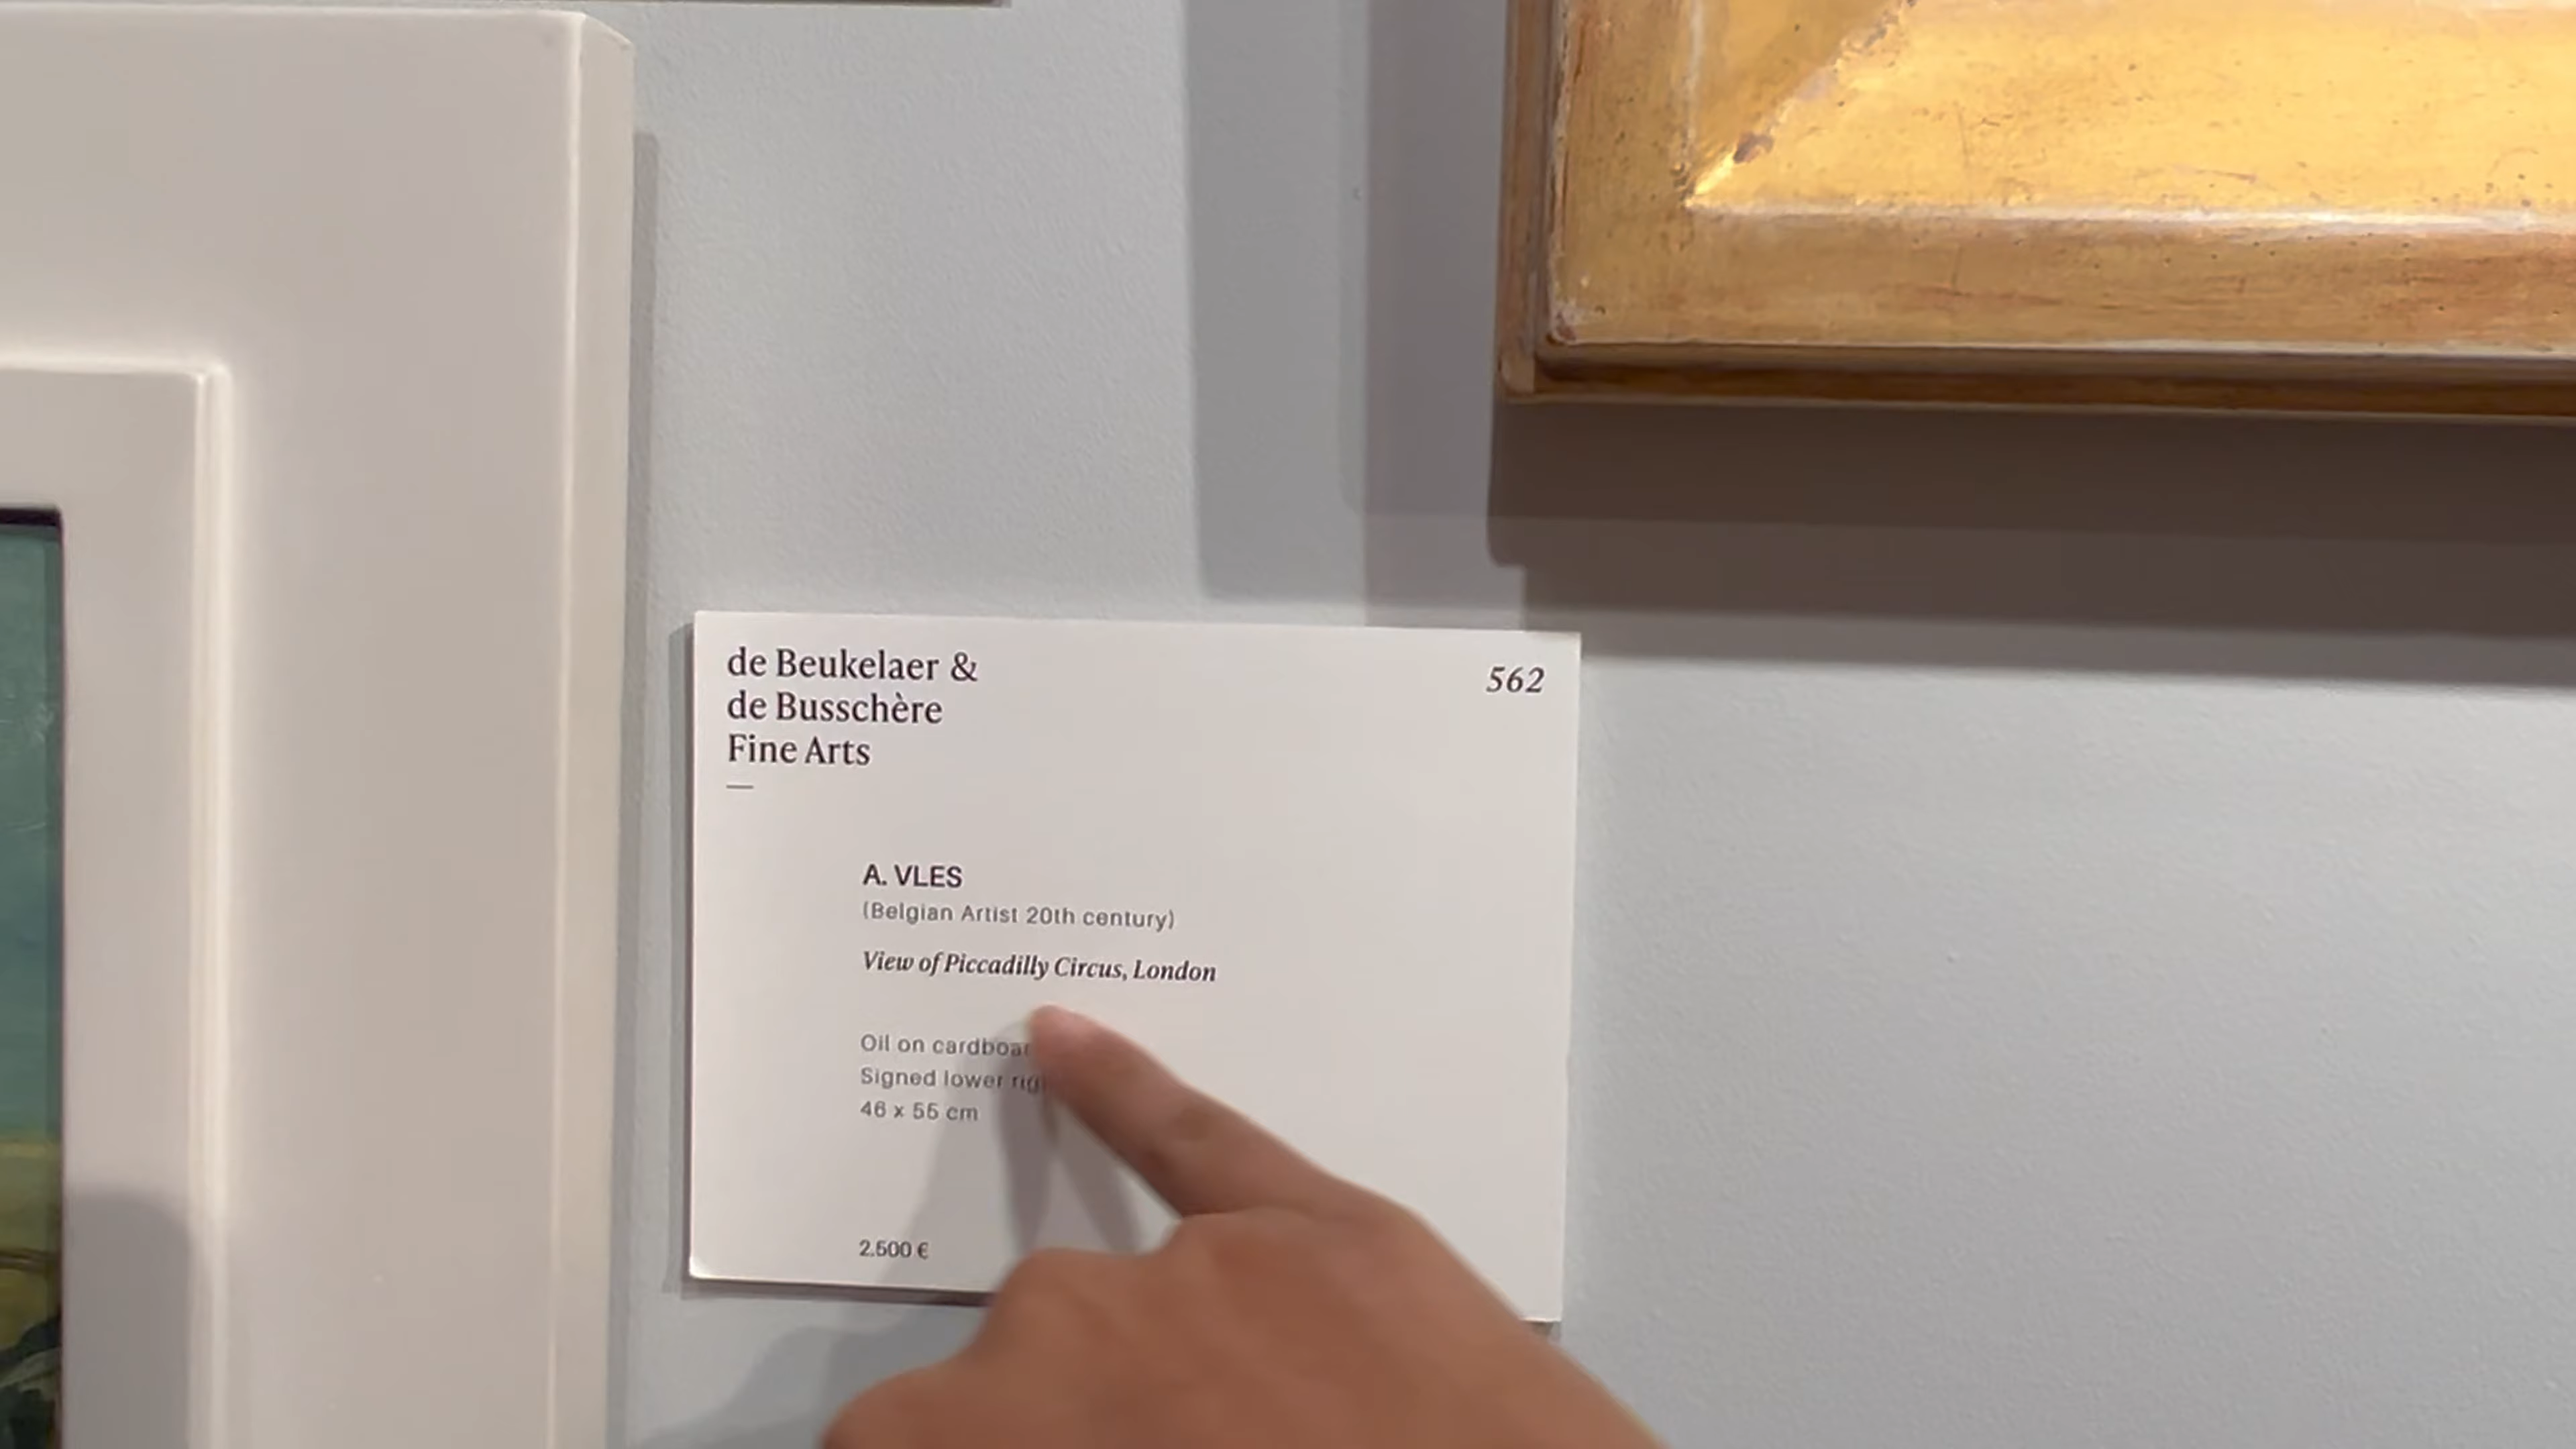 de Beukelaer &
de Busschère
Fine Arts
562
A. VLES
(Belgian Artist 20th century)
View of Piccadilly Circus, London
Oil on
Signed lower
46 x 55 cm
2.500 €